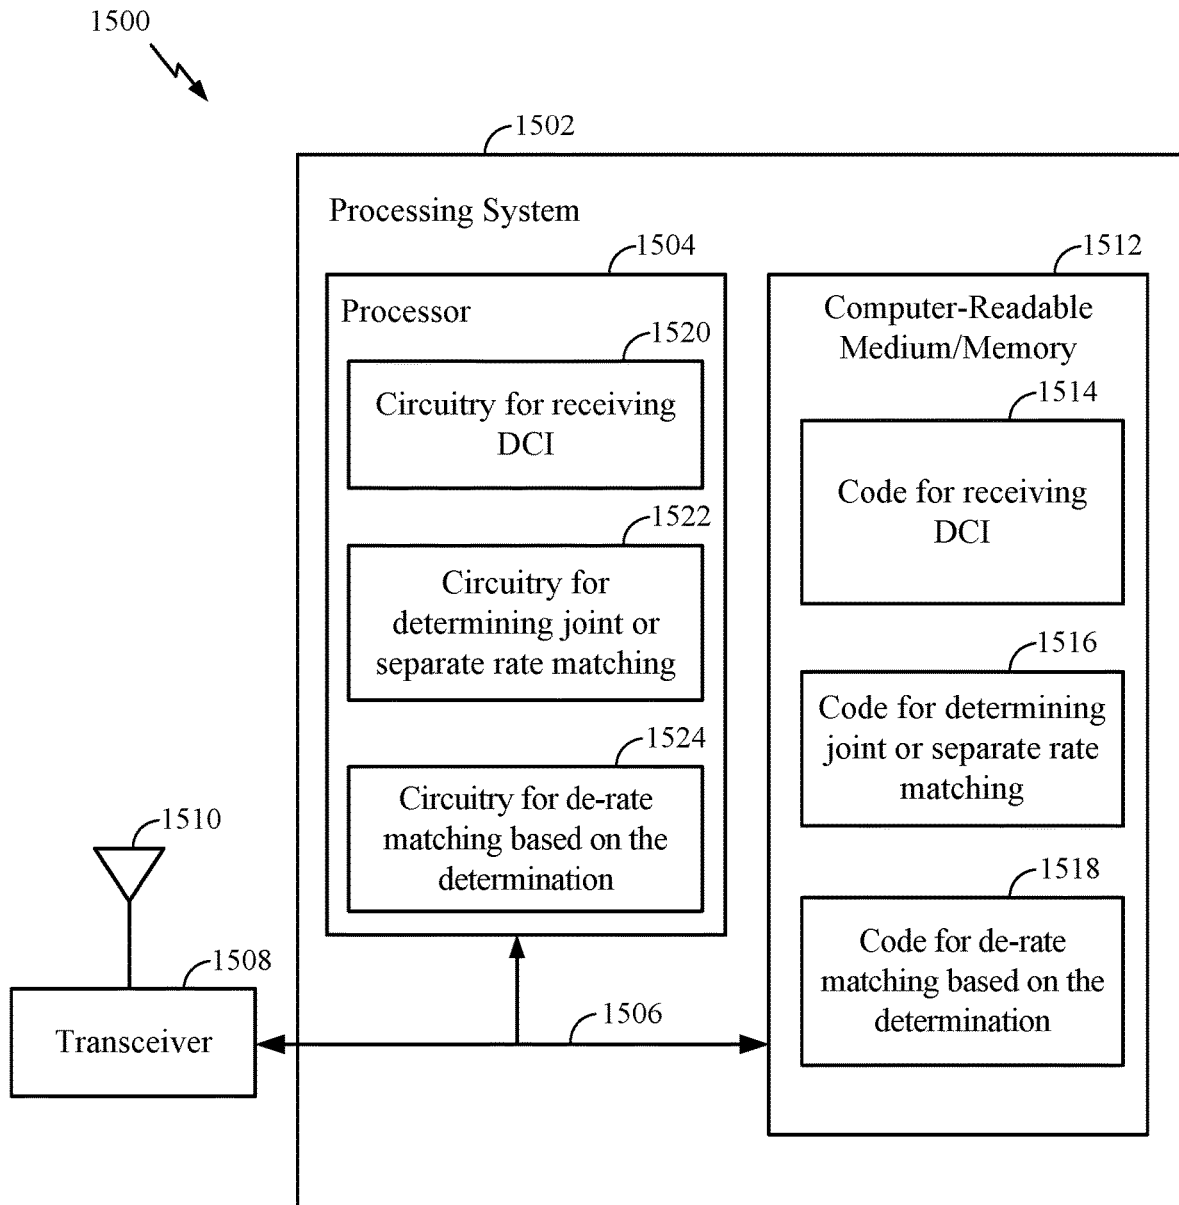 1500
1502
Processing System
1504
Processor
1520
Circuitry for receiving
DCI
1522
Circuitry for
determining joint or
separate rate matching
1524
Circuitry for de-rate
matching based on the
determination
1512
Computer-Readable
Medium/Memory
1514
Code for receiving
DCI
1516
Code for determining
joint or separate rate
matching
1518
Code for de-rate
matching based on the
determination
1510
1508
Transceiver
1506